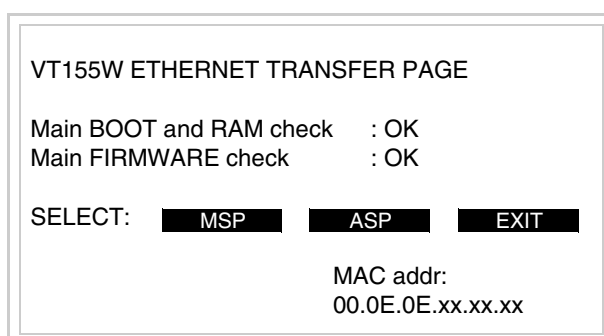 VT155W ETHERNET TRANSFER PAGE
Main BOOT and RAM check : OK
Main FIRMWARE check : OK
SELECT: MSP ASP EXIT
MAC addr:
00.0E.0E.xx.xx.xx